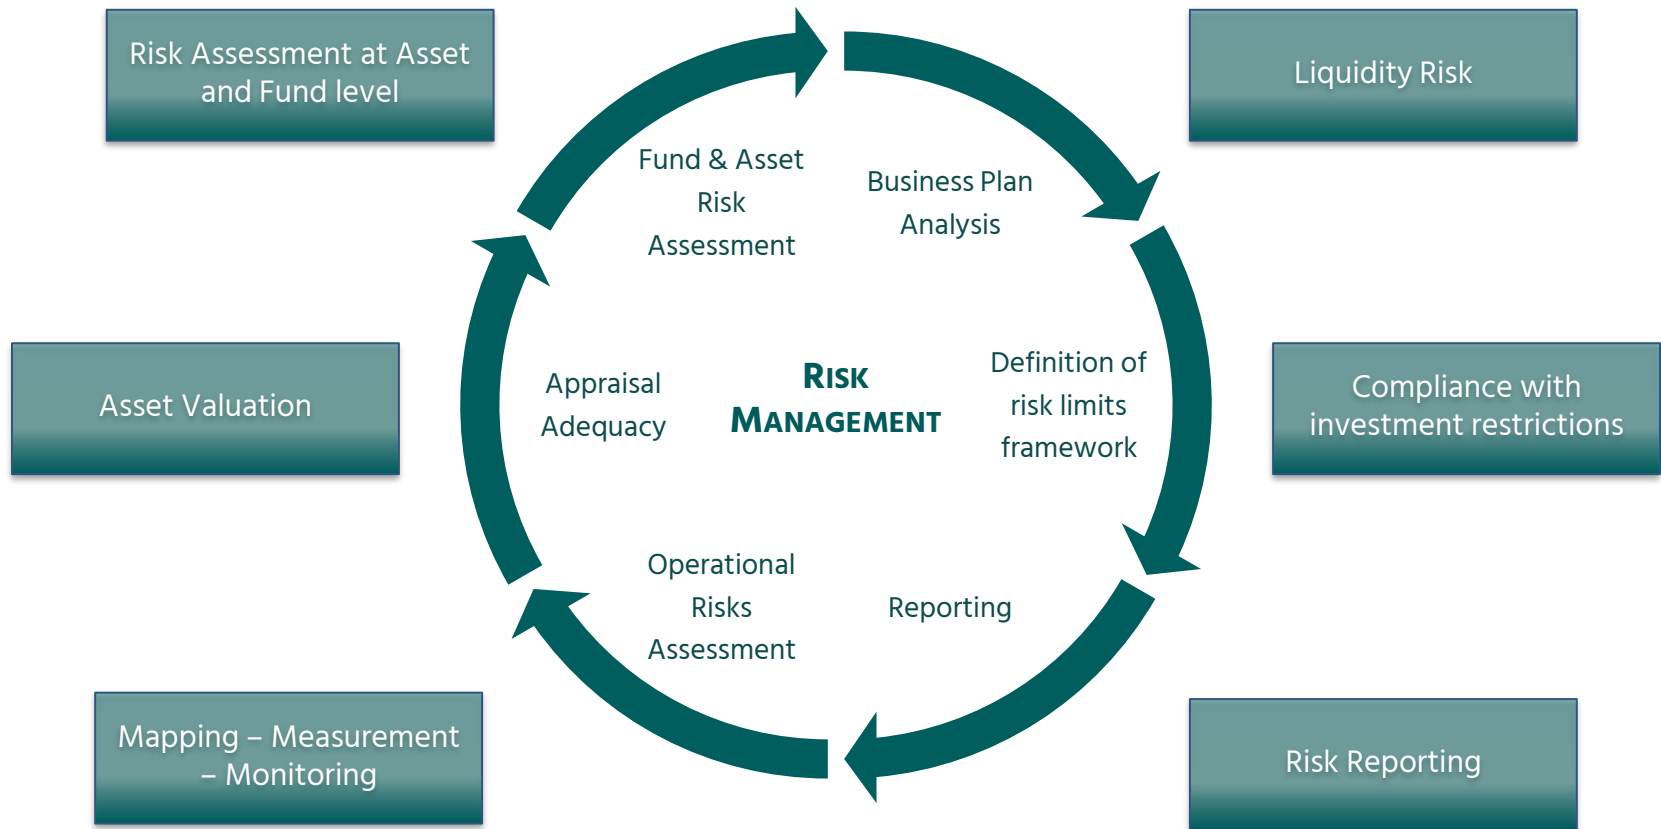 Risk Assessment at Asset
and Fund level
Liquidity Risk
Fund & Asset
Risk
Assessment
Business Plan
Analysis
Asset Valuation
Appraisal
Adequacy
RISK
MANAGEMENT
Definition of
risk limits
framework
Compliance with
investment restrictions
Operational
Risks
Assessment
Reporting
Mapping – Measurement
– Monitoring
Risk Reporting